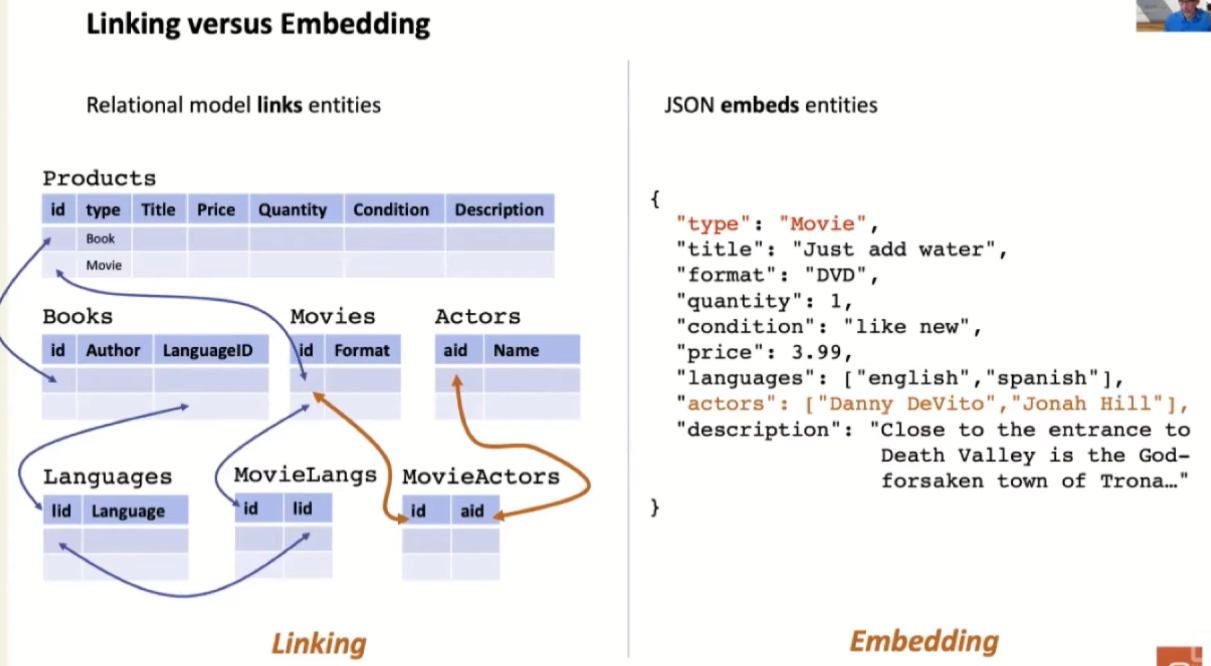 Linking versus Embedding
Relational model links entities
Products
id type Title Price Quantity Condition Description
Book
Movie
Books
id Author LanguageID
Movies
id Format
Actors
aid Name
Languages
lid Language
MovieLangs
id lid
MovieActors
id aid
Linking
JSON embeds entities
{
"type": "Movie",
"title": "Just add water",
"format": "DVD",
"quantity": 1,
"condition": "like new",
"price": 3.99,
"languages": ["english","spanish"],
"actors": ["Danny DeVito","Jonah Hill"],
"description": "Close to the entrance to
Death Valley is the God-
forsaken town of Trona…"
}
Embedding